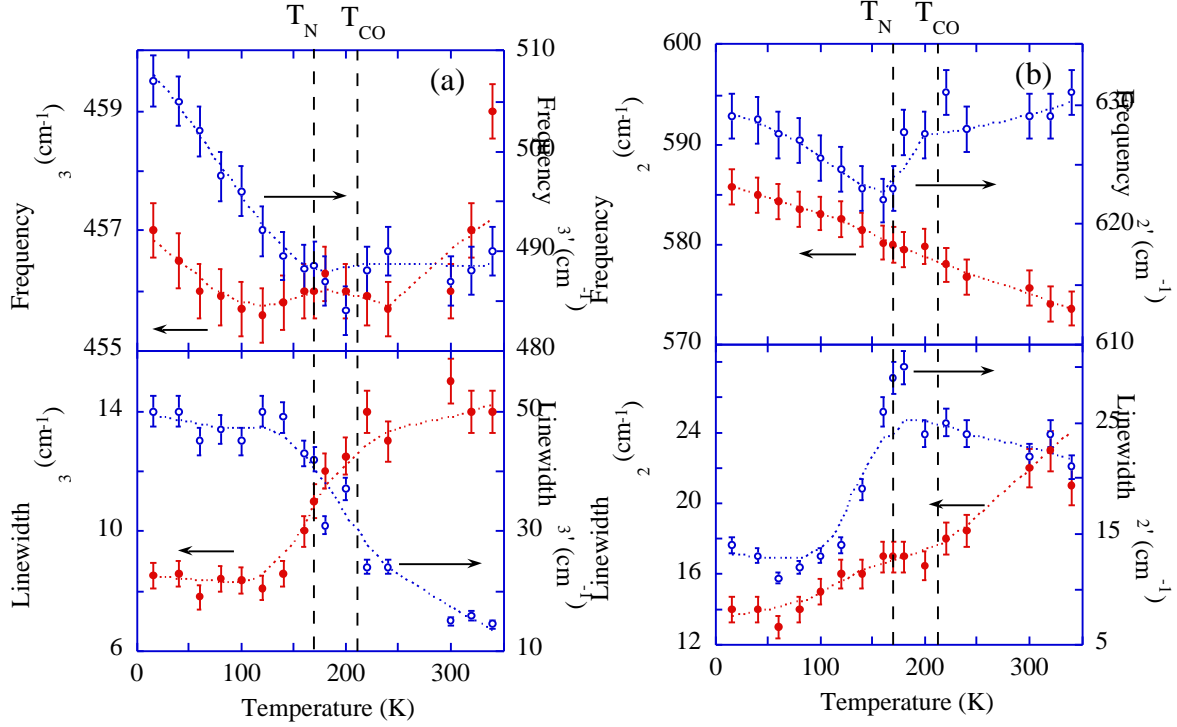 T_N T_CO
(a)
Frequency ₃ (cm⁻¹)
459
457
455
Frequency ₃' (cm⁻¹)
510
500
490
480
Linewidth ₃ (cm⁻¹)
14
10
6
Linewidth ₃' (cm⁻¹)
50
30
10
0 100 200 300
Temperature (K)
T_N T_CO
(b)
Frequency ₂ (cm⁻¹)
600
590
580
570
Frequency ₂' (cm⁻¹)
630
620
610
Linewidth ₂ (cm⁻¹)
24
20
16
12
Linewidth ₂' (cm⁻¹)
25
15
5
0 100 200 300
Temperature (K)